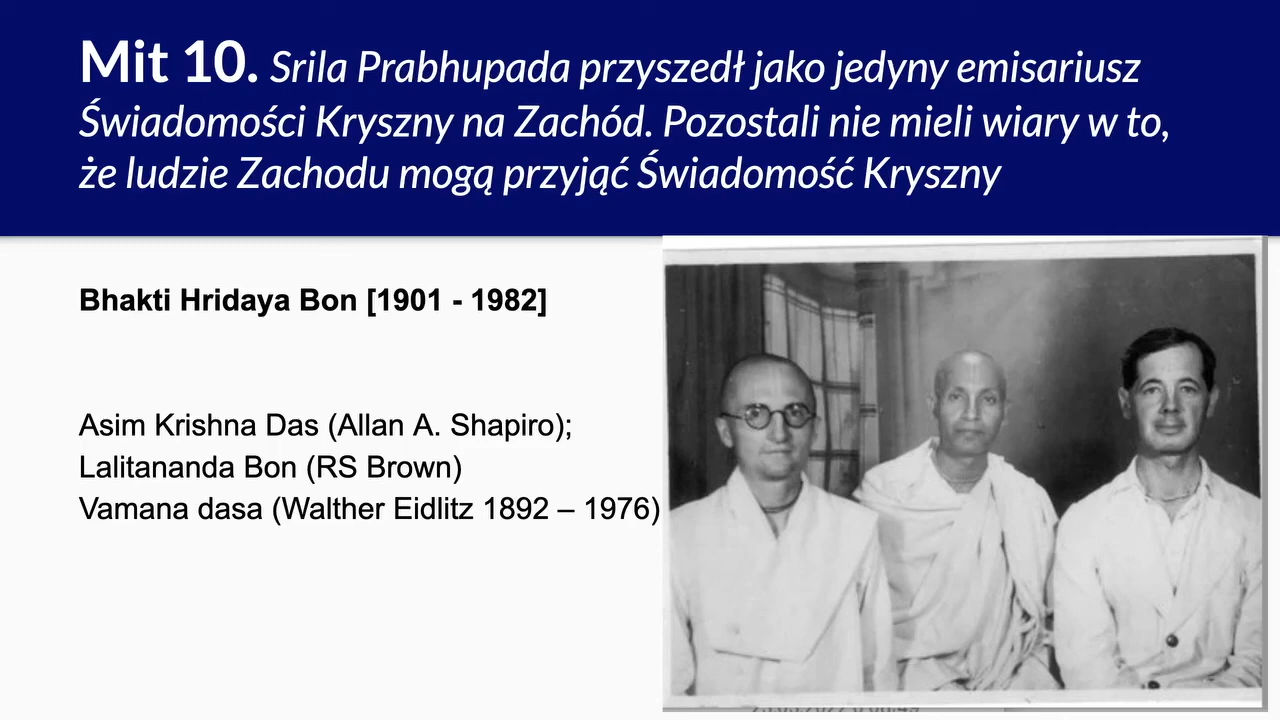 Mit 10. Srila Prabhupada przyszedł jako jedyny emisariusz
Świadomości Kryszny na Zachód. Pozostali nie mieli wiary w to,
że ludzie Zachodu mogą przyjąć Świadomość Kryszny
Bhakti Hridaya Bon [1901 - 1982]
Asim Krishna Das (Allan A. Shapiro);
Lalitananda Bon (RS Brown)
Vamana dasa (Walther Eidlitz 1892 – 1976)